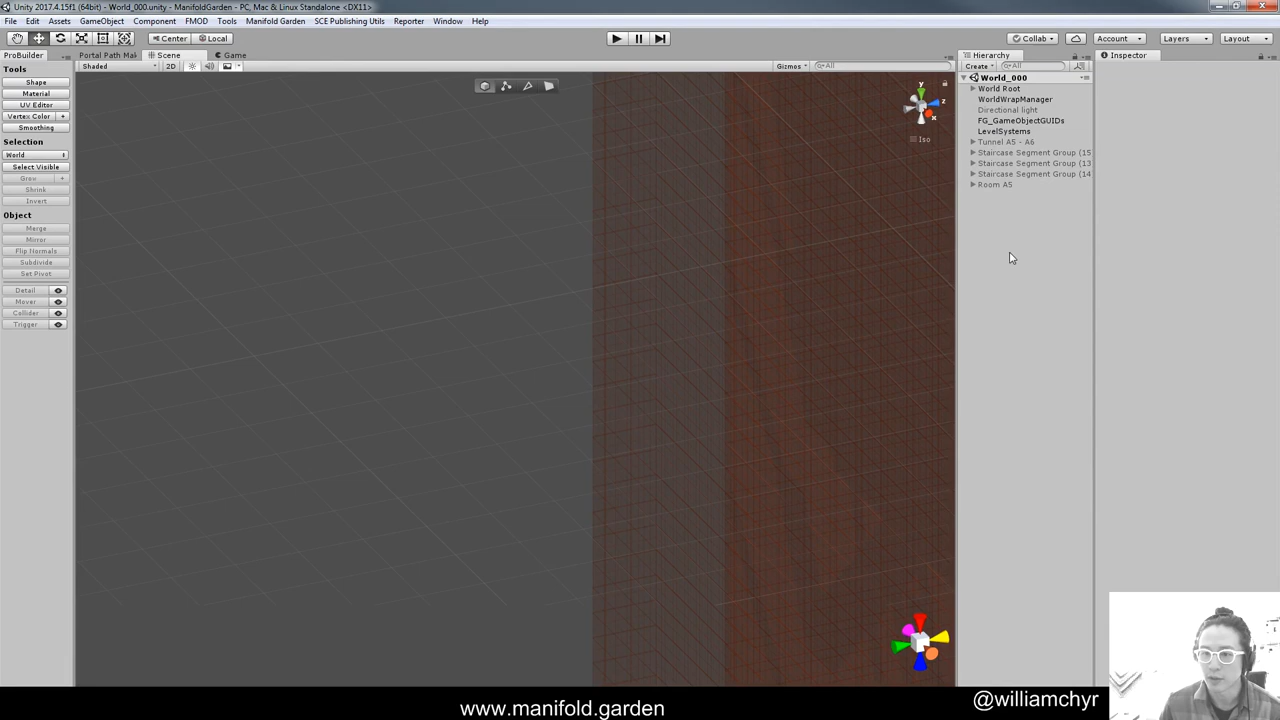 Unity 2017.4.15f1 (64bit) - World_000.unity - ManifoldGarden - PC, Mac & Linux Standalone <DX11>
File Edit Assets GameObject Component FMOD Tools Manifold Garden SCE Publishing Utils Reporter Window Help
Center Local Collab Account Layers Layout
ProBuilder Portal Path Mak Scene Game Hierarchy Inspector
Tools Shaded 2D Gizmos All Create All
Shape World_000
Material World Root
UV Editor WorldWrapManager
Vertex Color + Directional light
Smoothing FG_GameObjectGUIDs
LevelSystems
Selection Tunnel A5 - A6
World Staircase Segment Group (15
Select Visible Staircase Segment Group (13
Grow + Staircase Segment Group (14
Shrink Room A5
Invert
Object
Merge
Mirror
Flip Normals
Subdivide
Set Pivot
Detail
Mover
Collider
Trigger
y
z
x
Iso
www.manifold.garden
@williamchyr